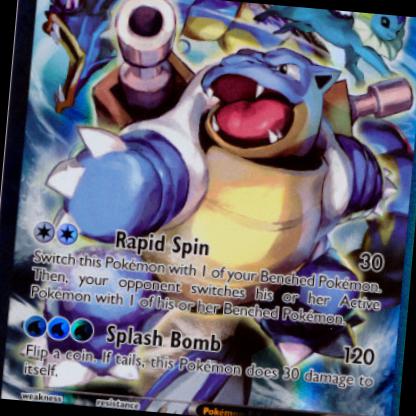 Rapid Spin 30
Switch this Pokémon with 1 of your Benched Pokémon.
Then, your opponent switches his or her Active
Pokémon with 1 of his or her Benched Pokémon.
Splash Bomb 120
Flip a coin. If tails, this Pokémon does 30 damage to
itself.
weakness resistance
Pokémon